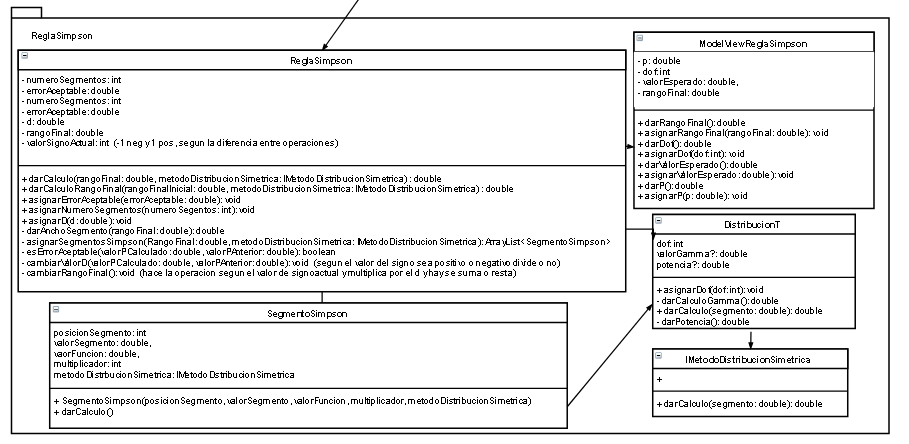 ReglaSimpson
ReglaSimpson
- numeroSegmentos: int
- errorAceptable: double
- numeroSegmentos: int
- errorAceptable: double
- d: double
- rangoFinal: double
- valorSignoActual: int (-1 neg y 1 pos, segun la diferencia entre operaciones)
+ darCalculo(rangoFinal: double, metodoDistribucionSimetrica: IMetodoDistribucionSimetrica) : double
+ darCalculoRangoFinal(rangoFinalInicial: double, metodoDistribucionSimetrica: IMetodoDistribucionSimetrica) : double
+ asignarErrorAceptable(errorAceptable: double): void
+ asignarNumeroSegmentos(numeroSegentos: int):void
+ asignarD(d: double):void
- darAnchoSegmento(rangoFinal: double):double
- asignarSegmentosSimpson(RangoFinal: double, metodoDistribucionSimetrica: IMetodoDistribucionSimetrica): ArrayList<SegmentoSimpson>
- esErrorAceptable(valorPCalculado: double, valorPAnterior: double): boolean
- cambiarValorD(valorPCalculado: double, valorPAnterior: double): void (segun el valor del signo sea positivo o negativo divide o no)
- cambiarRangoFinal(): void (hace la operacion segun el valor de signoactual y multiplica por el d y hay se suma o resta)
ModelViewReglaSimpson
- p: double
- dof:int
- valorEsperado: double,
- rangoFinal: double
+ darRangoFinal():double
+ asignarRangoFinal(rangoFinal: double): void
+ darDof():double
+ asignarDof(dof:int): void
+ darValorEsperado():double
+ asignarValorEsperado: double): void
+ darP():double
+ asignarP(p: double): void
DistribucionT
dof:int
valorGamma?: double,
potencia?: double
+ asignarDof(dof:int): void
- darCalculoGamma():double
+ darCalculo(segmento: double): double
- darPotencia(): double
SegmentoSimpson
posicionSegmento: int
valorSegmento: double,
vaorFuncion: double,
multiplicador: int
metodoDistrbucionSimetrica: IMetodoDstribucionSimetrica
+ SegmentoSimpson(posicionSegmento, valorSegmento, valorFuncion, multiplicador, metodoDistribucionSimetrica)
+ darCalculo()
IMetodoDistribucionSimetrica
+
+ darCalculo(segmento: double): double